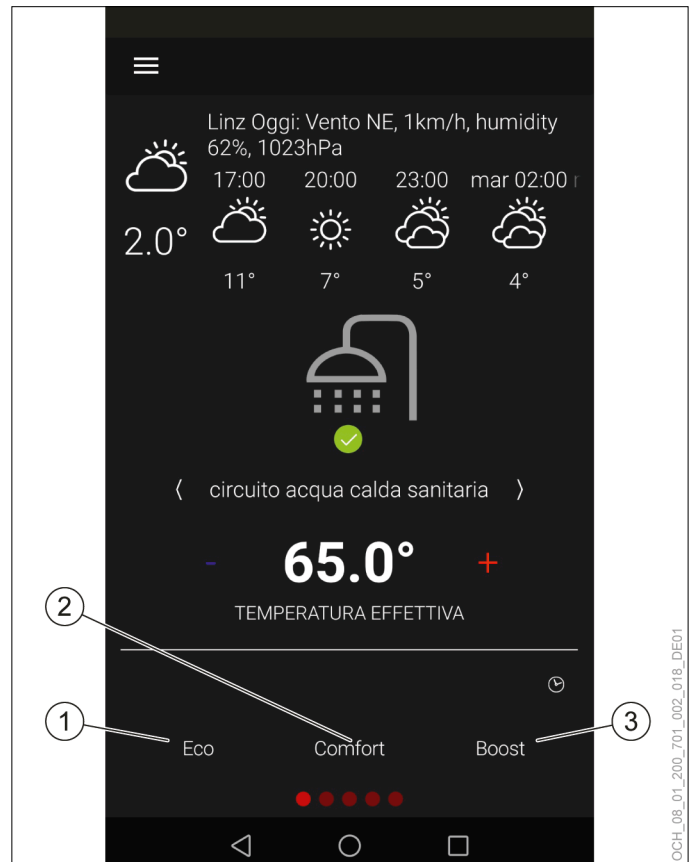 Linz Oggi: Vento NE, 1km/h, humidity
62%, 1023hPa
17:00 20:00 23:00 mar 02:00
2.0°
11° 7° 5° 4°
circuito acqua calda sanitaria
- 65.0° +
TEMPERATURA EFFETTIVA
2
1
3
Eco Comfort Boost
OCH_08_01_200_701_002_018_DE01